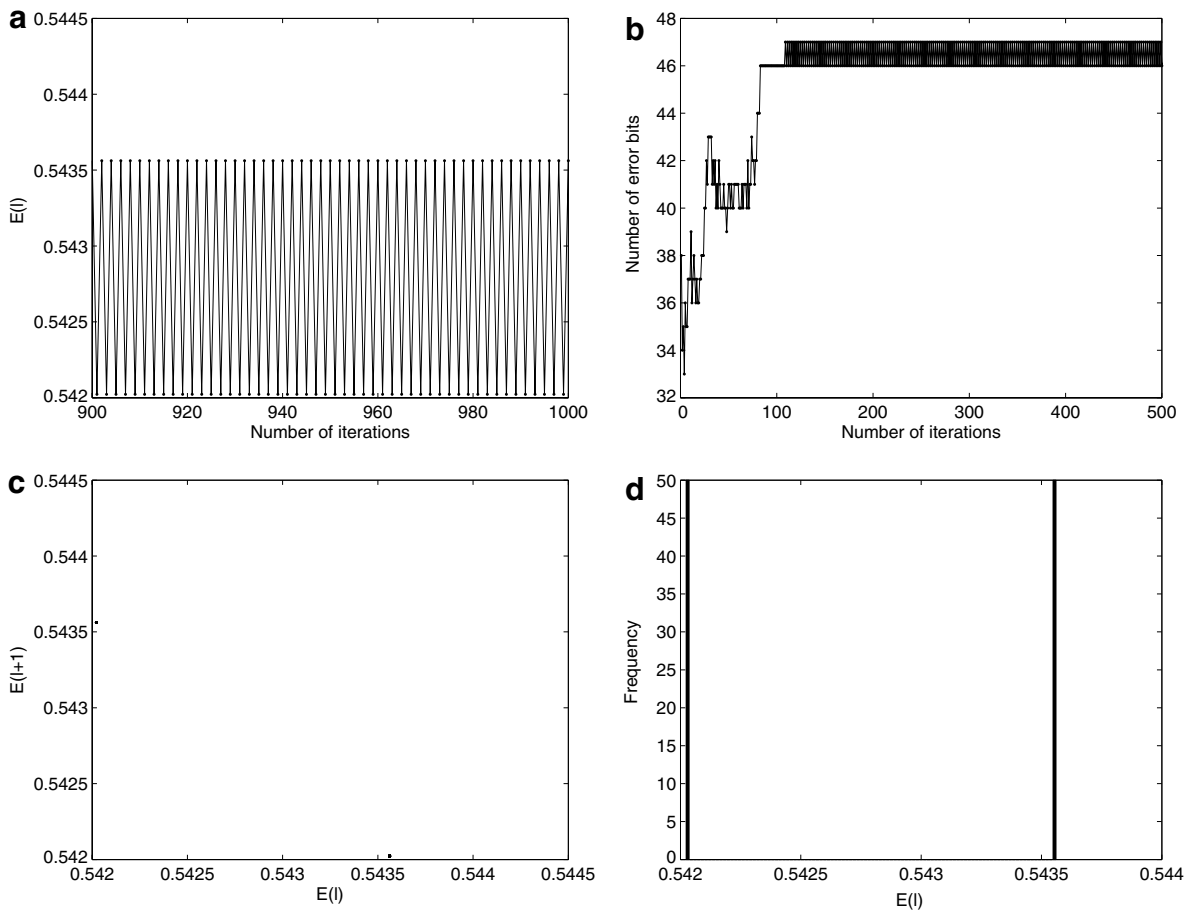 a
0.5445
0.544
0.5435
0.543
0.5425
0.542
E(l)
900 920 940 960 980 1000
Number of iterations
b
48
46
44
42
40
38
36
34
32
Number of error bits
0 100 200 300 400 500
Number of iterations
c
0.5445
0.544
0.5435
0.543
0.5425
0.542
E(l+1)
0.542 0.5425 0.543 0.5435 0.544 0.5445
E(l)
d
50
45
40
35
30
25
20
15
10
5
0
Frequency
0.542 0.5425 0.543 0.5435 0.544
E(l)